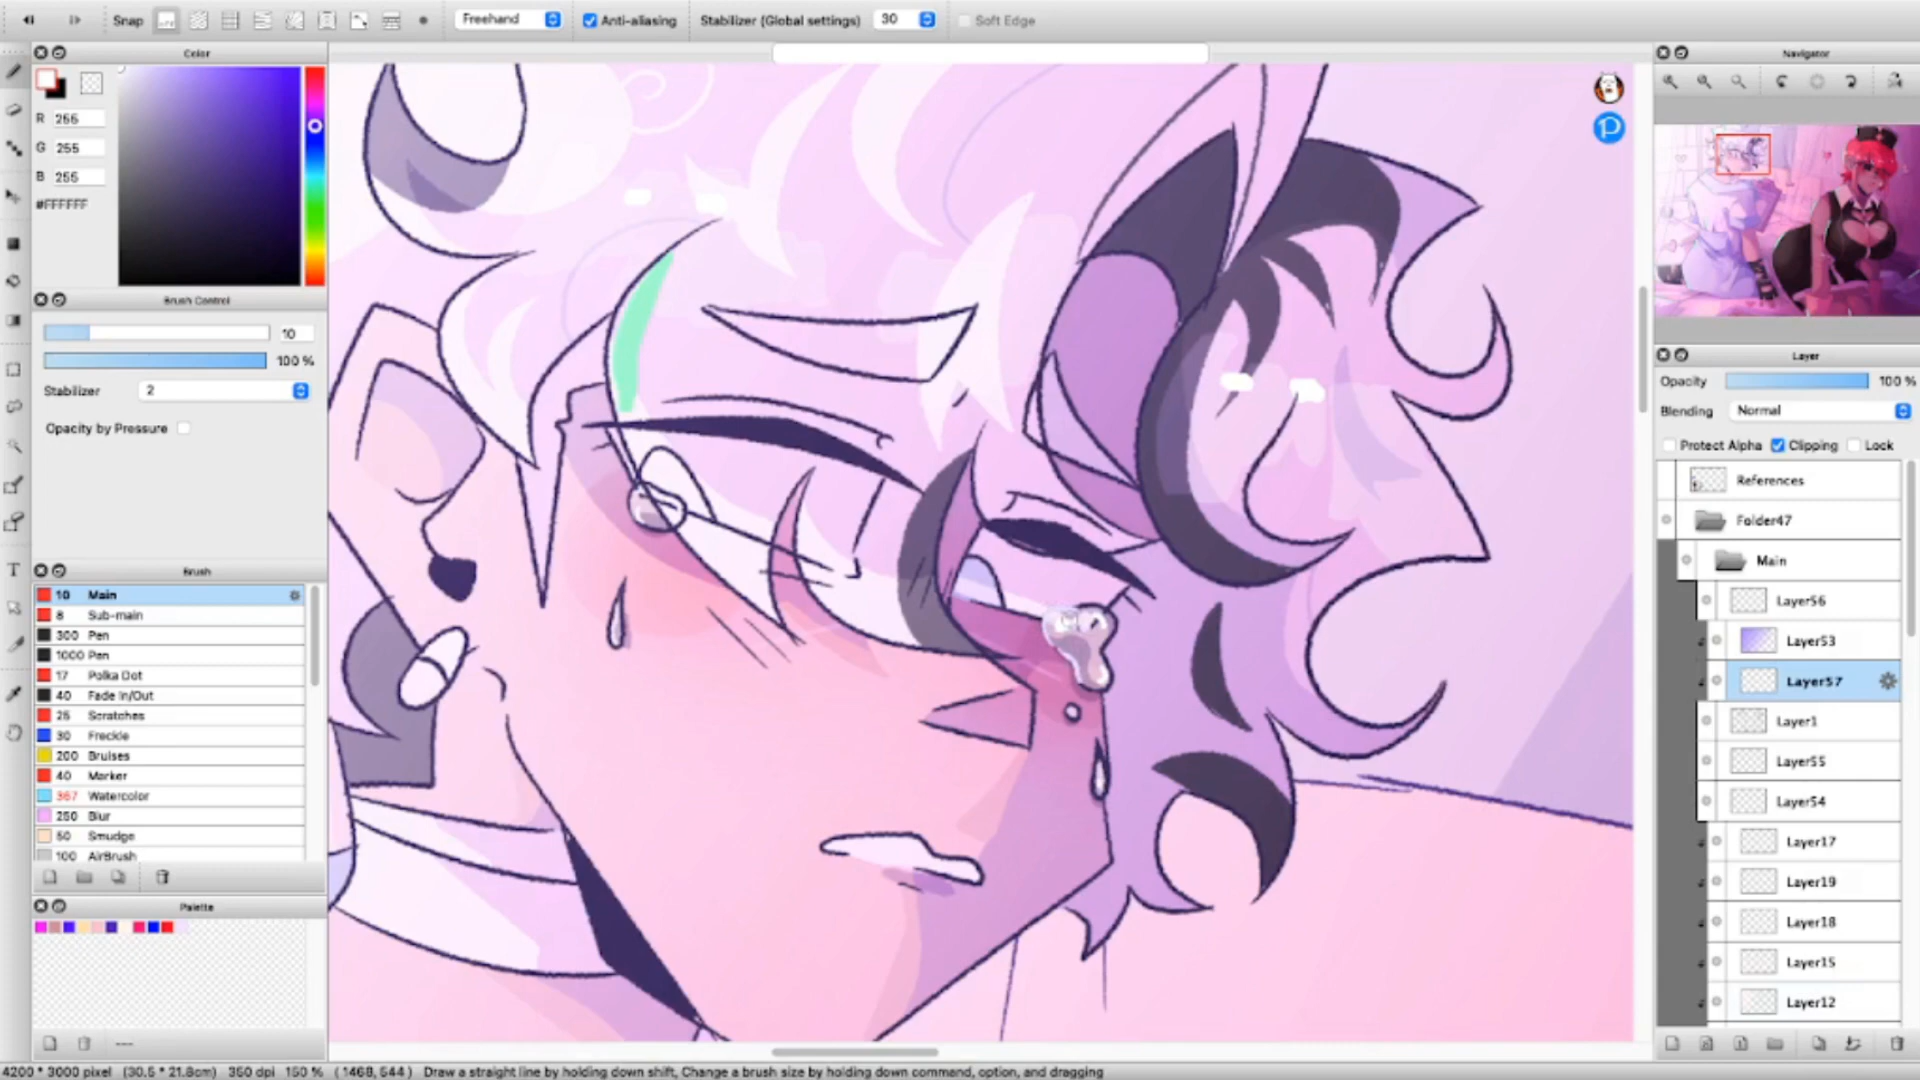 Snap
OFF
Freehand
Anti-aliasing
Stabilizer (Global settings)
30
Soft Edge
Color
R 255
G 255
B 255
#FFFFFF
Brush Control
10
100 %
Stabilizer
2
Opacity by Pressure
Brush
10 Main
8 Sub-main
300 Pen
1000 Pen
17 Polka Dot
40 Fade In/Out
25 Scratches
30 Freckle
200 Bruises
40 Marker
367 Watercolor
250 Blur
50 Smudge
100 AirBrush
Palette
---
Navigator
Layer
Opacity
100 %
Blending
Normal
Protect Alpha
Clipping
Lock
References
Folder47
Main
Layer56
Layer53
Layer57
Layer1
Layer55
Layer54
Layer17
Layer19
Layer18
Layer15
Layer12
T
4200 * 3000 pixel (30.5 * 21.8cm) 350 dpi 150 % ( 1468, 544 ) Draw a straight line by holding down shift, Change a brush size by holding down command, option, and dragging